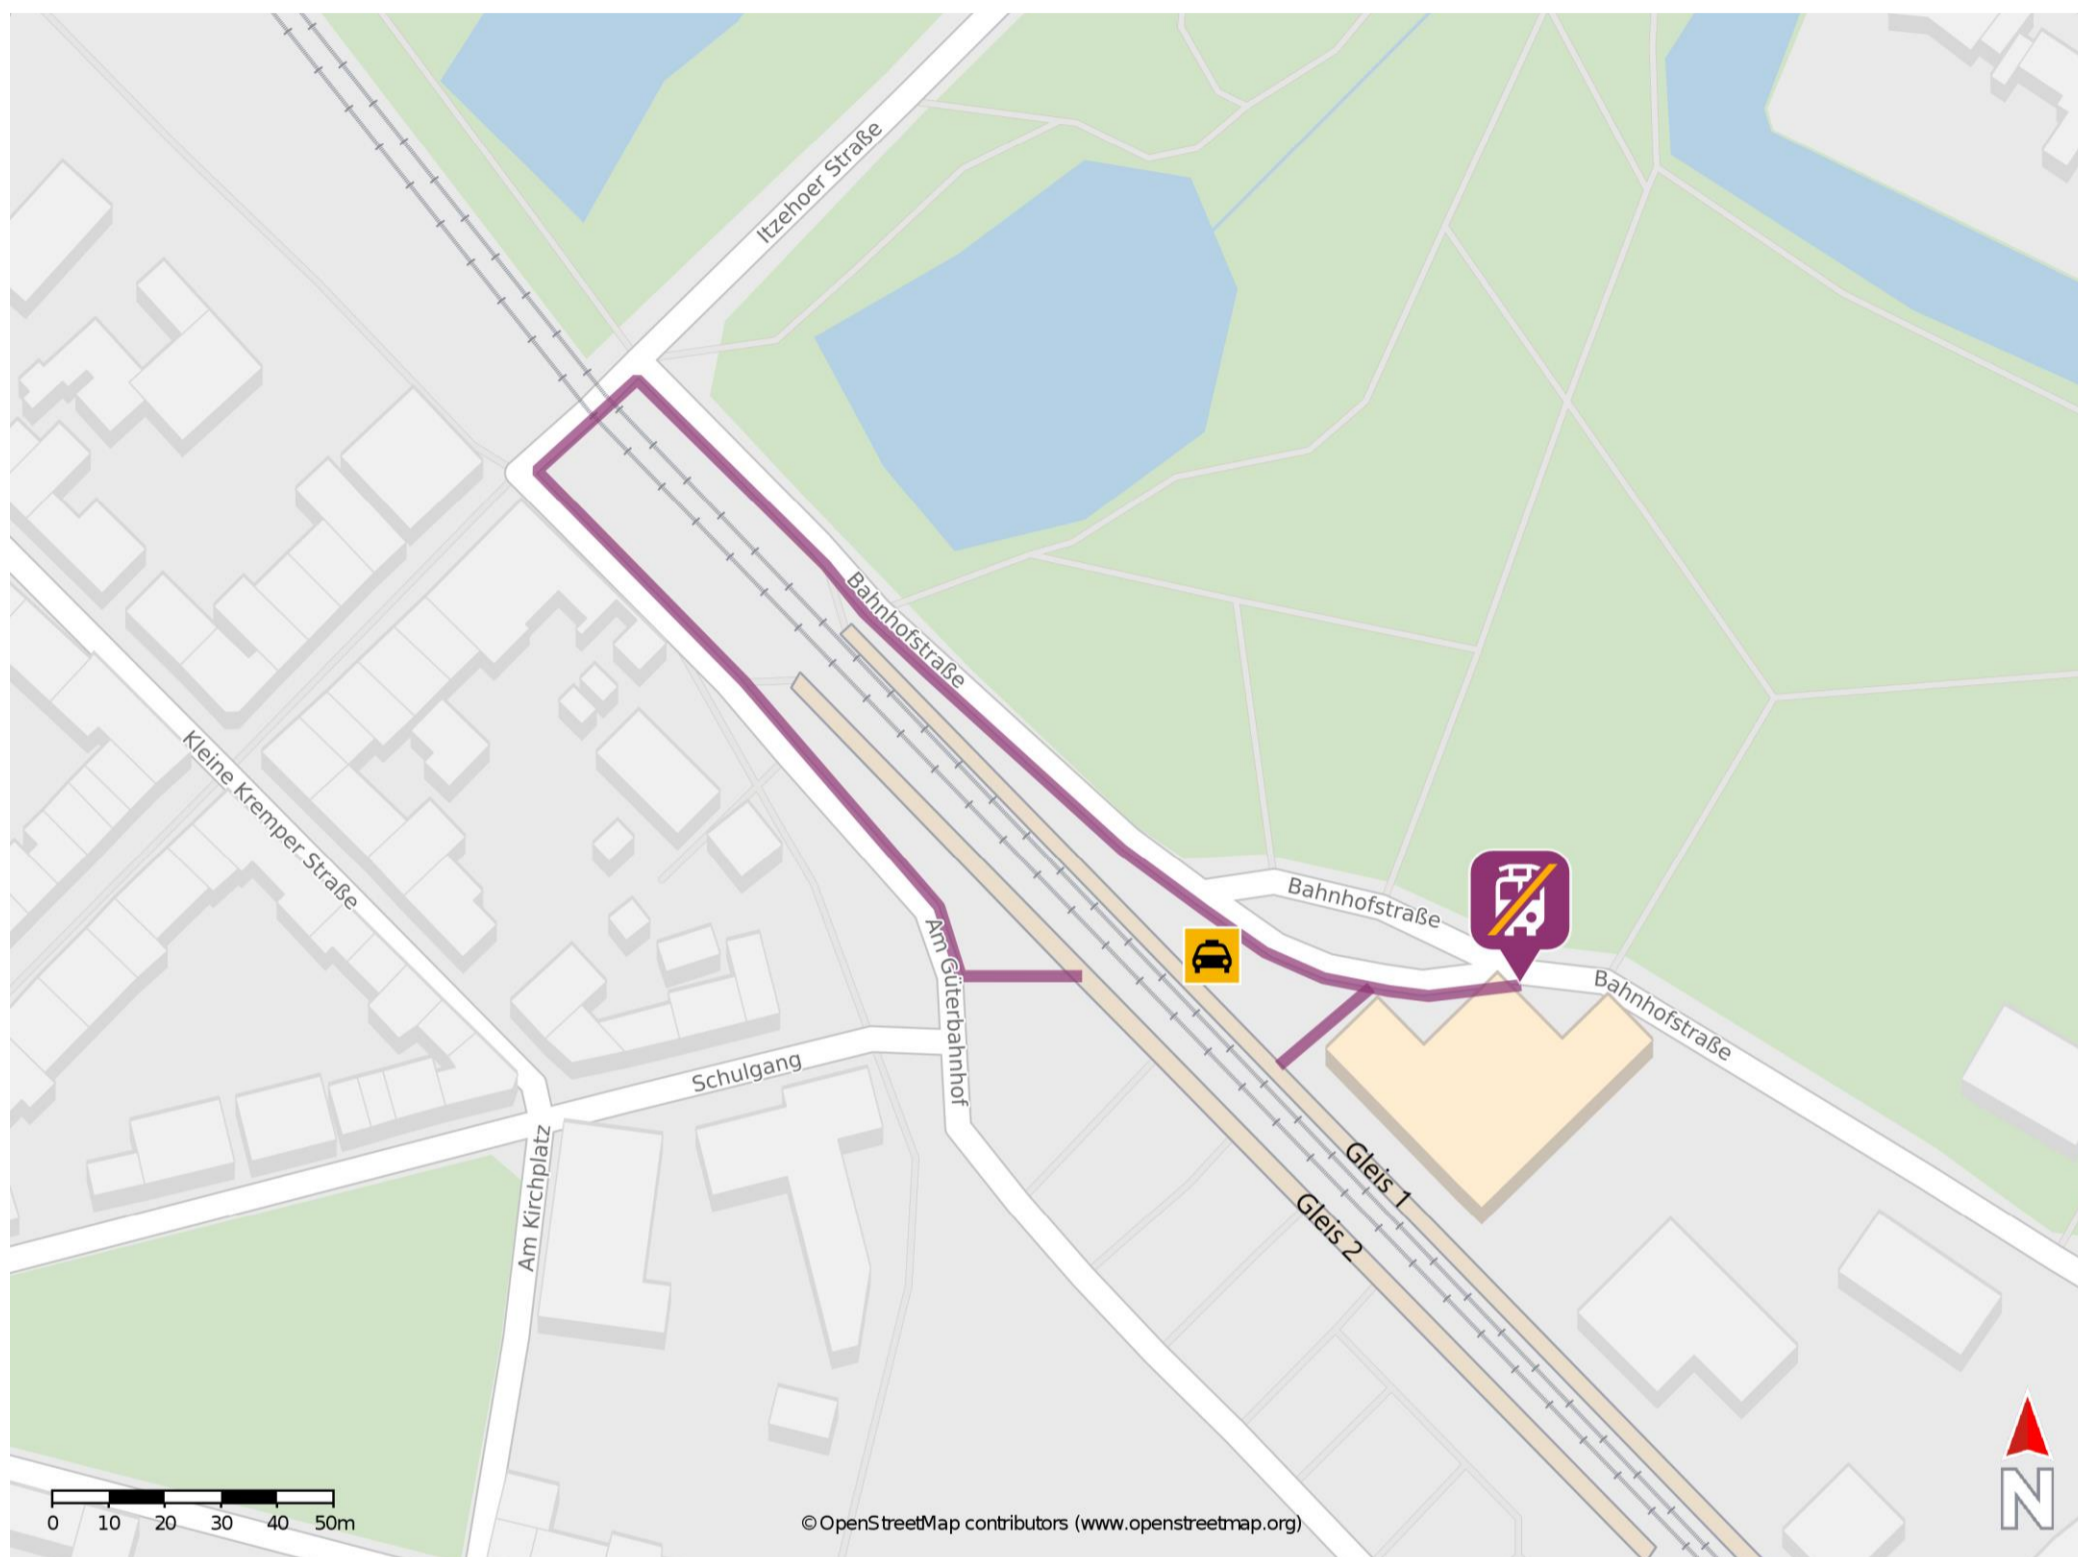 Itzehoer Straße
Bahnhofstraße
Kleine Kremper Straße
Bahnhofstraße
Am Güterbahnhof
Bahnhofstraße
Schulgang
Am Kirchplatz
Gleis 1
Gleis 2
0 10 20 30 40 50m
© OpenStreetMap contributors (www.openstreetmap.org)
N